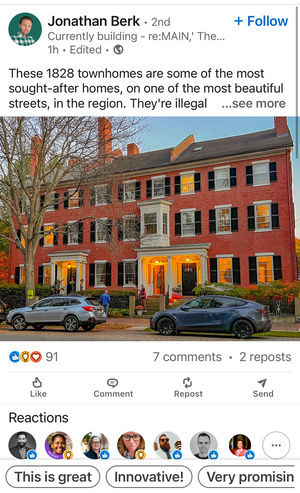 Jonathan Berk • 2nd
+ Follow
Currently building - re:MAIN,' The...
1h • Edited •
These 1828 townhomes are some of the most
sought-after homes, on one of the most beautiful
streets, in the region. They're illegal ...see more
91
7 comments • 2 reposts
Like
Comment
Repost
Send
Reactions
This is great
Innovative!
Very promisin